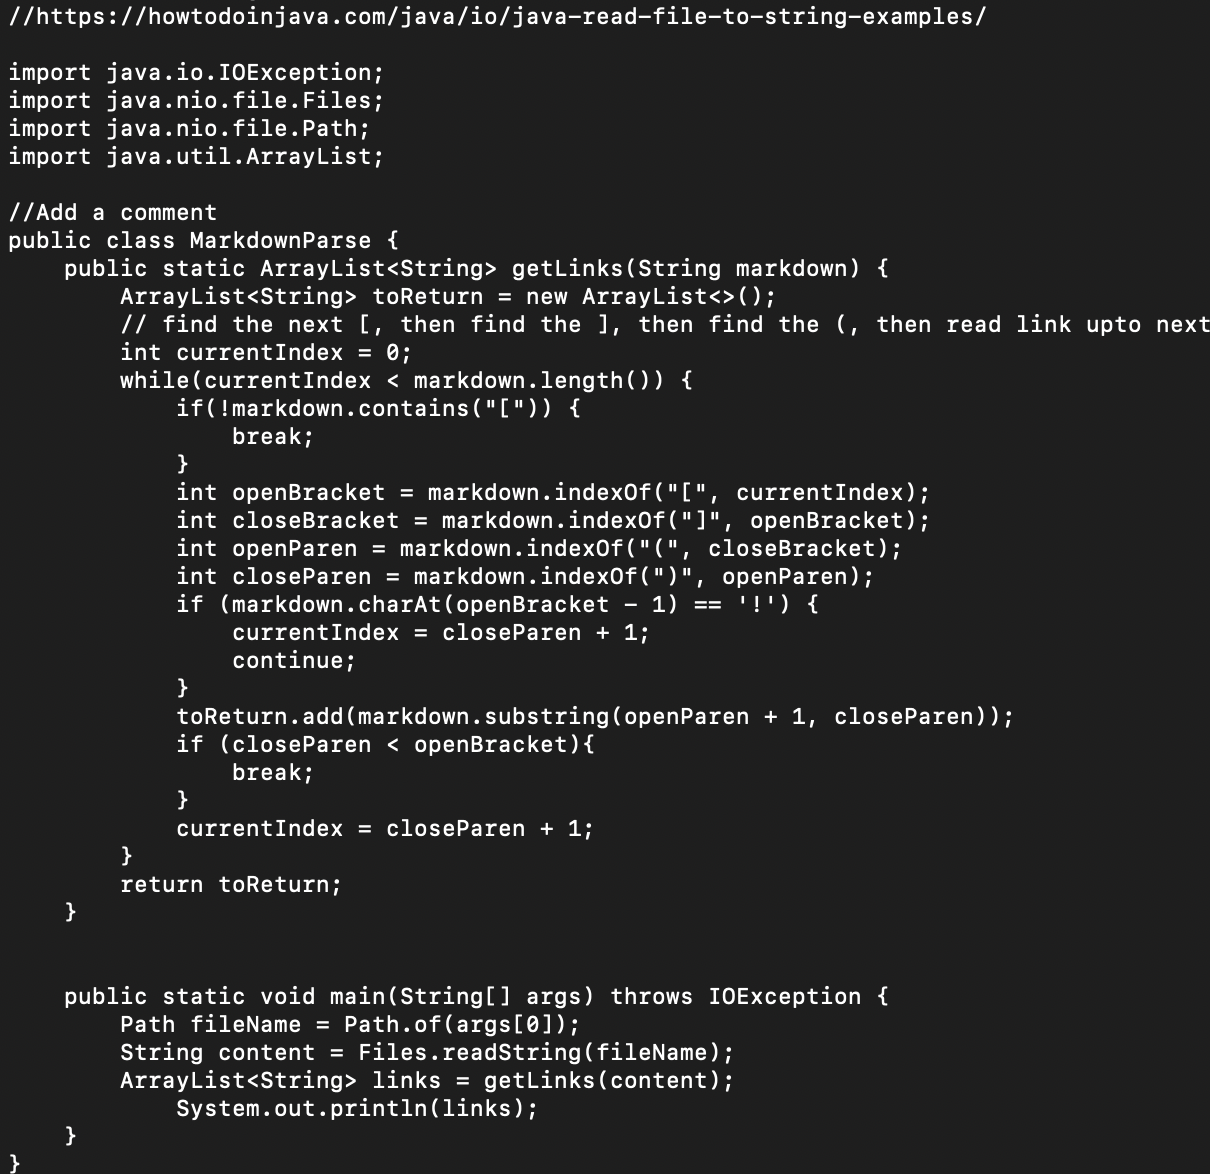 //https://howtodoinjava.com/java/io/java-read-file-to-string-examples/

import java.io.IOException;
import java.nio.file.Files;
import java.nio.file.Path;
import java.util.ArrayList;

//Add a comment
public class MarkdownParse {
    public static ArrayList<String> getLinks(String markdown) {
        ArrayList<String> toReturn = new ArrayList<>();
        // find the next [, then find the ], then find the (, then read link upto next
        int currentIndex = 0;
        while(currentIndex < markdown.length()) {
            if(!markdown.contains("[")) {
                break;
            }
            int openBracket = markdown.indexOf("[", currentIndex);
            int closeBracket = markdown.indexOf("]", openBracket);
            int openParen = markdown.indexOf("(", closeBracket);
            int closeParen = markdown.indexOf(")", openParen);
            if (markdown.charAt(openBracket - 1) == '!') {
                currentIndex = closeParen + 1;
                continue;
            }
            toReturn.add(markdown.substring(openParen + 1, closeParen));
            if (closeParen < openBracket){
                break;
            }
            currentIndex = closeParen + 1;
        }
        return toReturn;
    }


    public static void main(String[] args) throws IOException {
        Path fileName = Path.of(args[0]);
        String content = Files.readString(fileName);
        ArrayList<String> links = getLinks(content);
            System.out.println(links);
    }
}